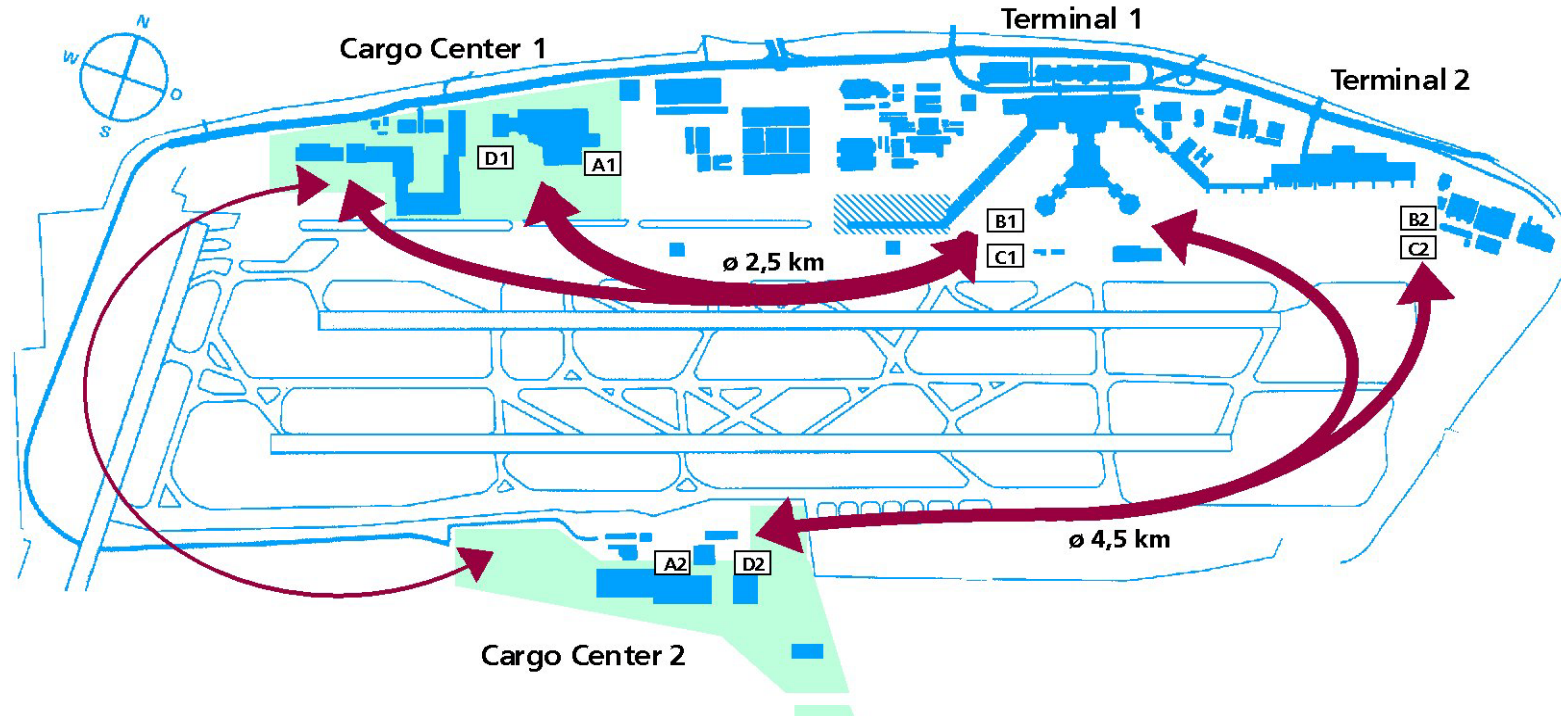 Terminal 1
N
Cargo Center 1
W
Terminal 2
O
S
D1
A1
B1
B2
C1
C2
ø 2,5 km
ø 4,5 km
A2
D2
Cargo Center 2